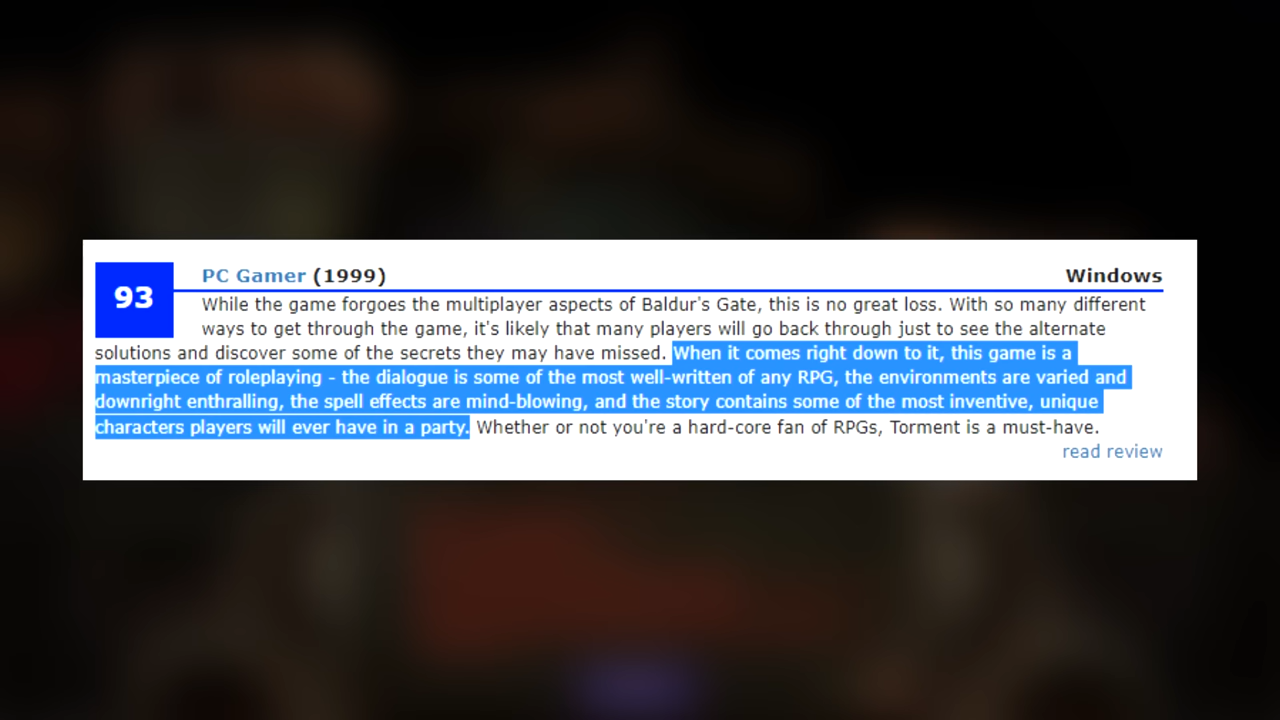 93
PC Gamer (1999) Windows
While the game forgoes the multiplayer aspects of Baldur's Gate, this is no great loss. With so many different
ways to get through the game, it's likely that many players will go back through just to see the alternate
solutions and discover some of the secrets they may have missed. When it comes right down to it, this game is a
masterpiece of roleplaying - the dialogue is some of the most well-written of any RPG, the environments are varied and
downright enthralling, the spell effects are mind-blowing, and the story contains some of the most inventive, unique
characters players will ever have in a party. Whether or not you're a hard-core fan of RPGs, Torment is a must-have.
read review